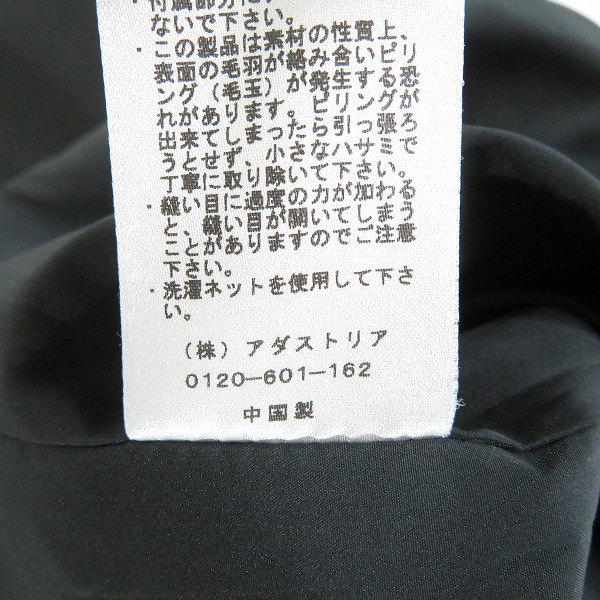 ないで下さい。
・この製品は素材の性質上、
表面の毛羽が絡み合いピリ
ング(毛玉)が発生する恐
れがあります。ピリングが
出来てしまったら引っ張ろ
うとせず、小さなハサミで
丁寧に取り除いて下さい。
縫い目に過度な力が加わる
と、縫い目が開いてしまう
ことがありますのでご注意
下さい。
・洗濯ネットを使用して下さ
い。
(株)アダストリア
0120-601-162
中国製